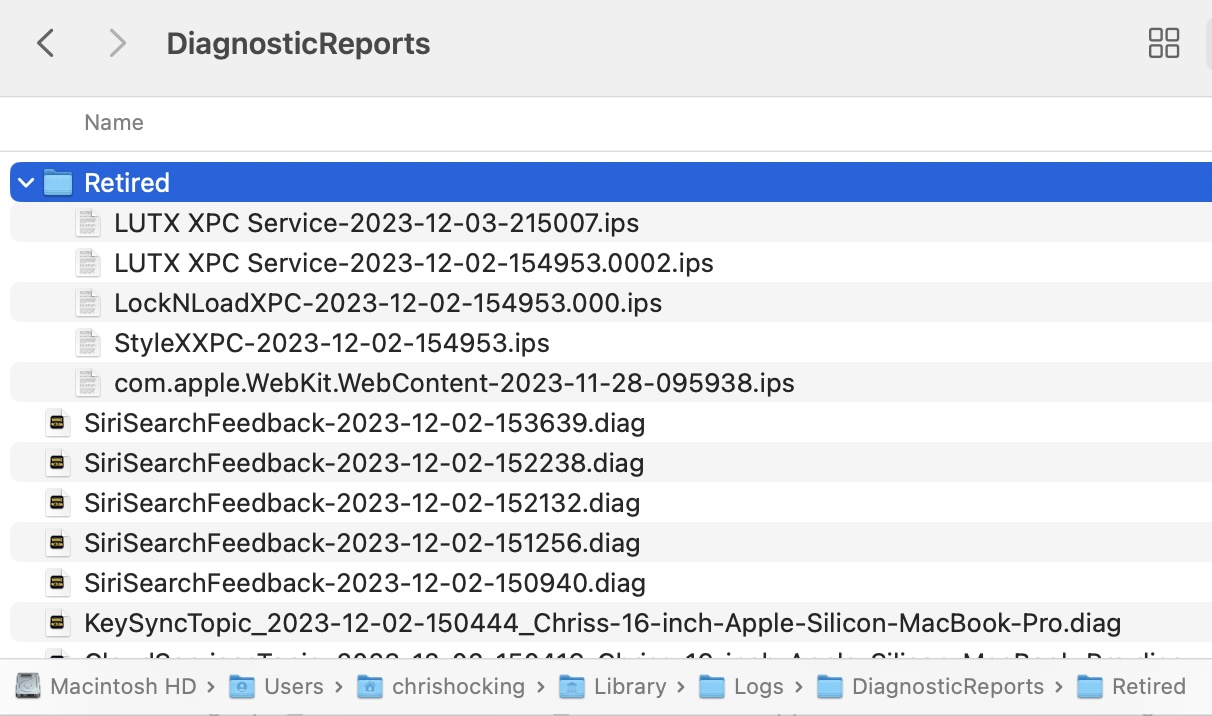 DiagnosticReports
Name
Retired
LUTX XPC Service-2023-12-03-215007.ips
LUTX XPC Service-2023-12-02-154953.0002.ips
LockNLoadXPC-2023-12-02-154953.000.ips
StyleXXPC-2023-12-02-154953.ips
com.apple.WebKit.WebContent-2023-11-28-095938.ips
SiriSearchFeedback-2023-12-02-153639.diag
SiriSearchFeedback-2023-12-02-152238.diag
SiriSearchFeedback-2023-12-02-152132.diag
SiriSearchFeedback-2023-12-02-151256.diag
SiriSearchFeedback-2023-12-02-150940.diag
KeySyncTopic_2023-12-02-150444_Chriss-16-inch-Apple-Silicon-MacBook-Pro.diag
Macintosh HD › Users › chrishocking › Library › Logs › DiagnosticReports › Retired